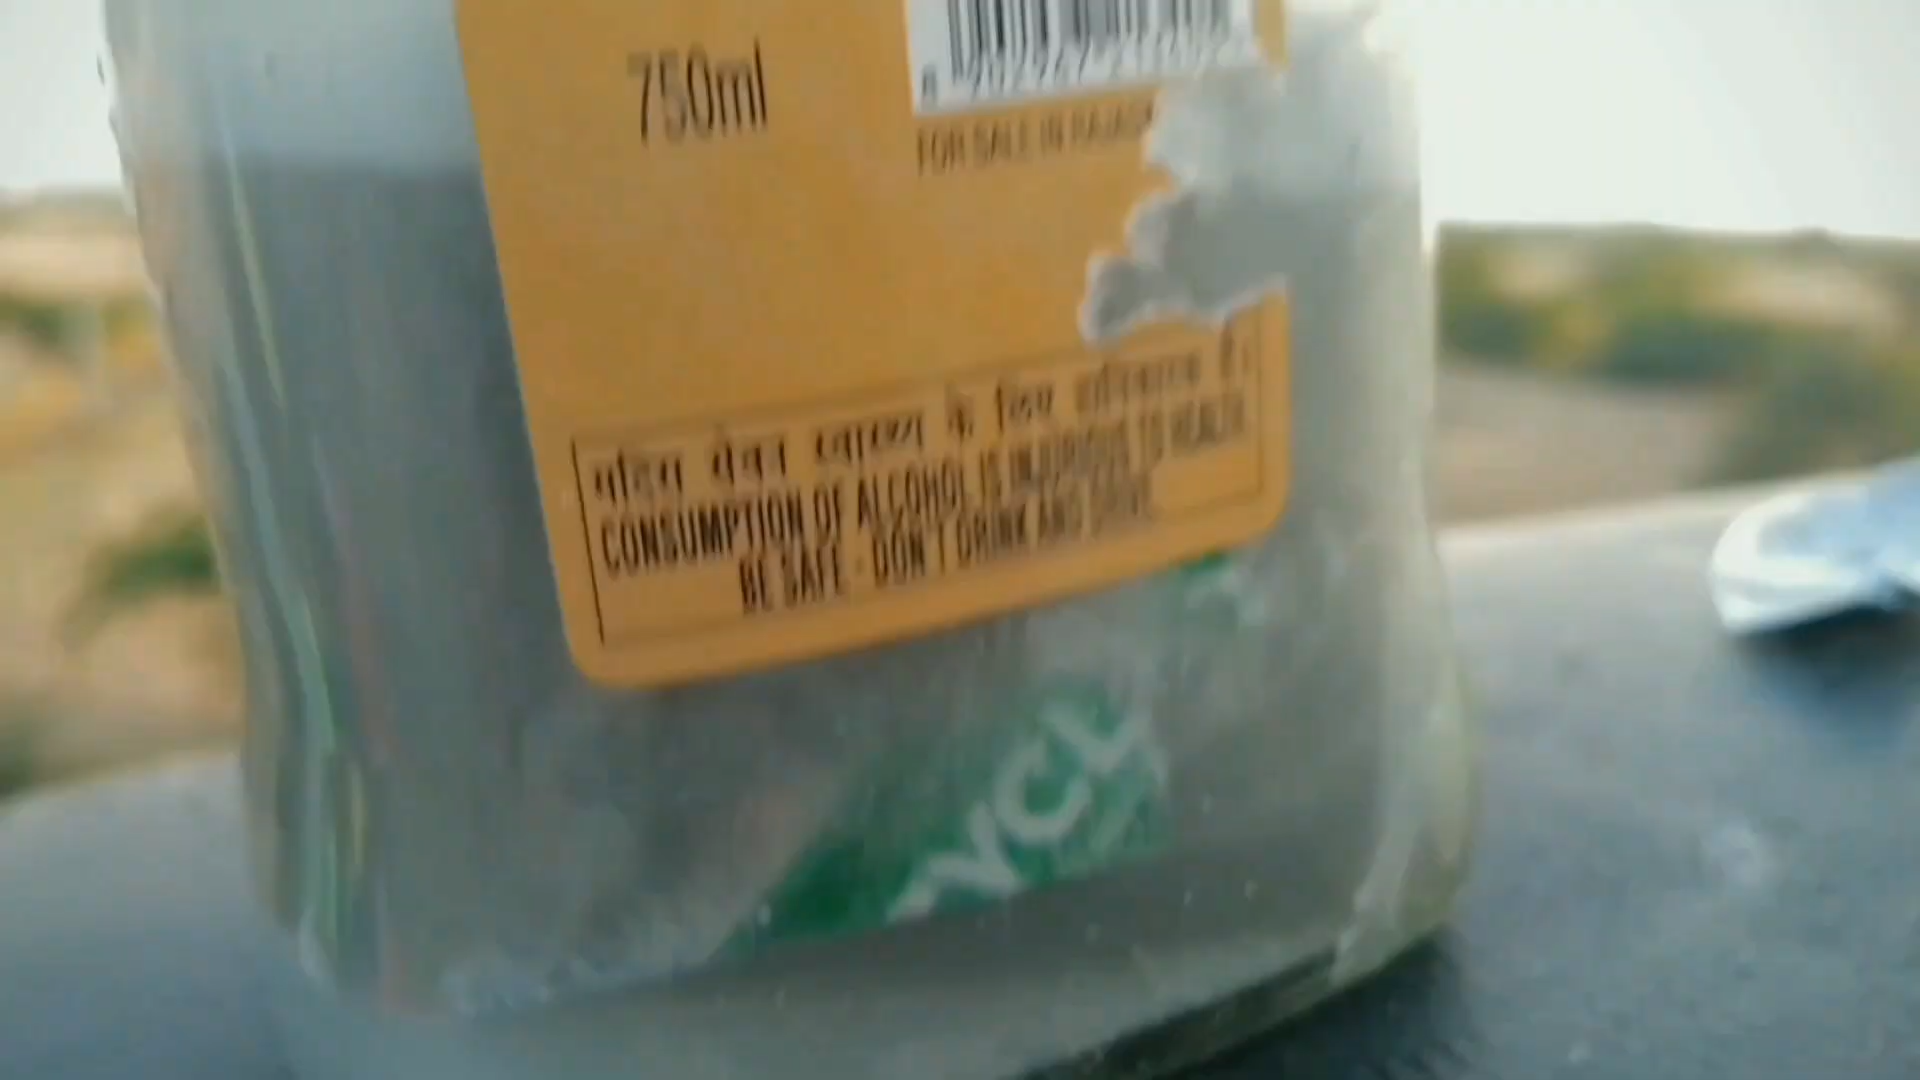 750ml
FOR SALE IN RAJAS
मदिरा सेवन स्वास्थ्य के लिए हानिकारक है।
CONSUMPTION OF ALCOHOL IS INJURIOUS TO HEALTH.
BE SAFE - DON'T DRINK AND DRIVE